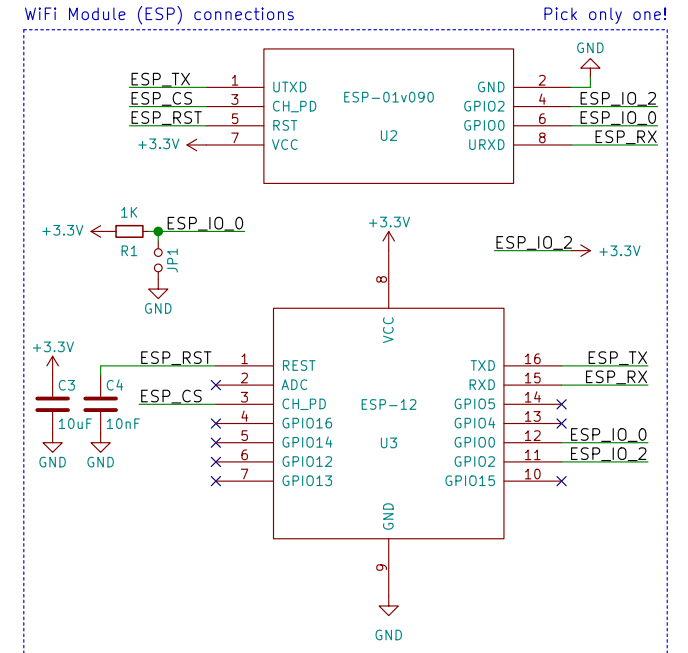 WiFi Module (ESP) connections
Pick only one!
GND
ESP_TX 1 UTXD
ESP-01v090
GND 2
ESP_CS 3 CH_PD
GPIO2 4 ESP_IO_2
ESP_RST 5 RST
GPIO0 6 ESP_IO_0
U2
+3.3V 7 VCC
URXD 8 ESP_RX
1K
+3.3V
ESP_IO_0
R1
JP1
GND
+3.3V
ESP_IO_2
+3.3V
8
VCC
+3.3V
ESP_RST 1 REST
TXD 16 ESP_TX
C3
C4
2 ADC
RXD 15 ESP_RX
ESP_CS 3 CH_PD
ESP-12
GPIO5 14
10uF
10nF
4 GPIO16
GPIO4 13
5 GPIO14
U3
GPIO0 12 ESP_IO_0
GND
GND
6 GPIO12
GPIO2 11 ESP_IO_2
7 GPIO13
GPIO15 10
GND
9
GND